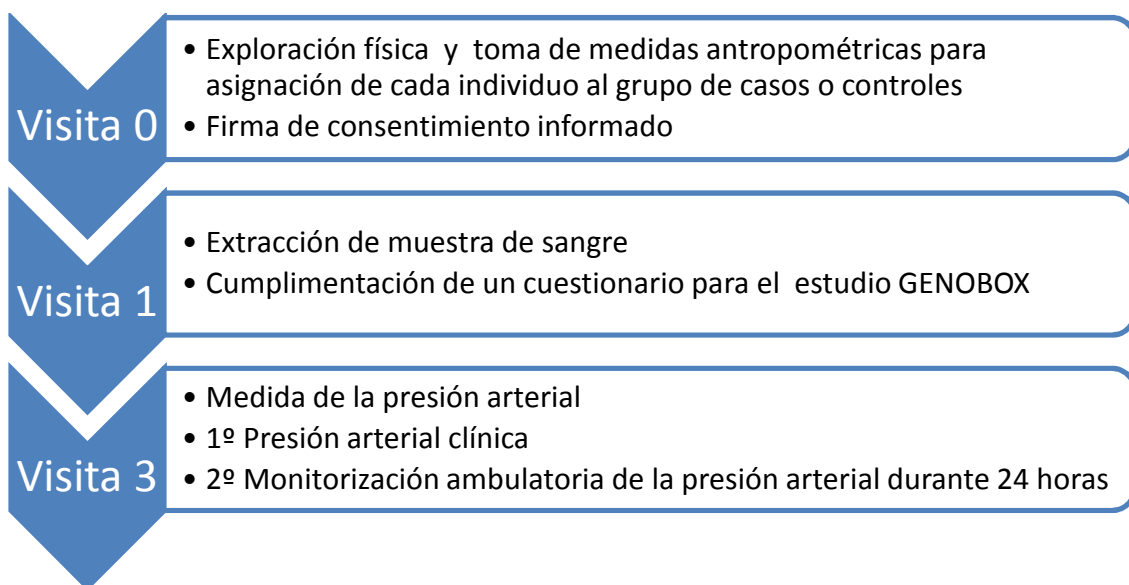 Visita 0
• Exploración física y toma de medidas antropométricas para
asignación de cada individuo al grupo de casos o controles
• Firma de consentimiento informado
Visita 1
• Extracción de muestra de sangre
• Cumplimentación de un cuestionario para el estudio GENOBOX
Visita 3
• Medida de la presión arterial
• 1º Presión arterial clínica
• 2º Monitorización ambulatoria de la presión arterial durante 24 horas